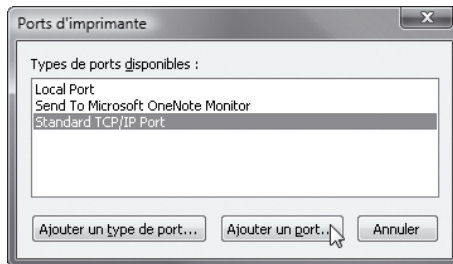 Ports d'imprimante
Types de ports disponibles :
Local Port
Send To Microsoft OneNote Monitor
Standard TCP/IP Port
Ajouter un type de port... Ajouter un port... Annuler